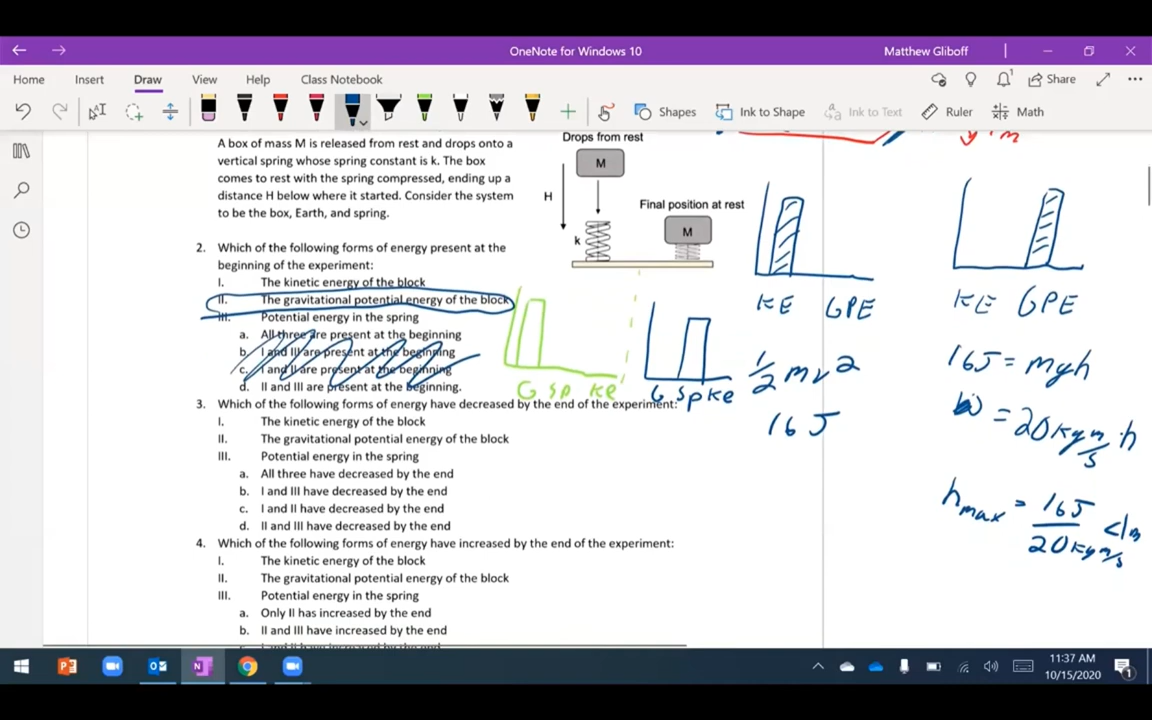 OneNote for Windows 10
Matthew Gliboff
Home Insert Draw View Help Class Notebook
Share
Shapes
Ink to Shape
Ink to Text
Ruler
Math
A box of mass M is released from rest and drops onto a
vertical spring whose spring constant is k. The box
comes to rest with the spring compressed, ending up a
distance H below where it started. Consider the system
to be the box, Earth, and spring.
Drops from rest
M
H
Final position at rest
k
M
2. Which of the following forms of energy present at the
beginning of the experiment:
I. The kinetic energy of the block
II. The gravitational potential energy of the block
III. Potential energy in the spring
a. All three are present at the beginning
b. I and III are present at the beginning
c. I and II are present at the beginning
d. II and III are present at the beginning.
G SP KE
G SP KE
3. Which of the following forms of energy have decreased by the end of the experiment:
I. The kinetic energy of the block
II. The gravitational potential energy of the block
III. Potential energy in the spring
a. All three have decreased by the end
b. I and III have decreased by the end
c. I and II have decreased by the end
d. II and III have decreased by the end
4. Which of the following forms of energy have increased by the end of the experiment:
I. The kinetic energy of the block
II. The gravitational potential energy of the block
III. Potential energy in the spring
a. Only II has increased by the end
b. II and III have increased by the end
KE GPE
1/2 mv2
16J
KE GPE
16J = mgh
= 20 kg m/s · h
hmax = 16J / 20 kg m/s < 1m
11:37 AM
10/15/2020